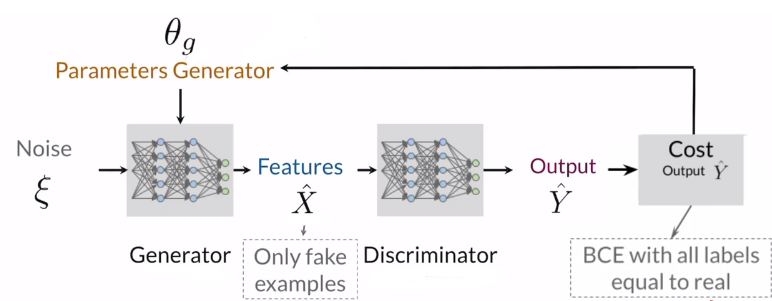 θg
Parameters Generator
Noise
ξ
Generator
Features
X̂
Only fake
examples
Discriminator
Output
Ŷ
Cost
Output Ŷ
BCE with all labels
equal to real